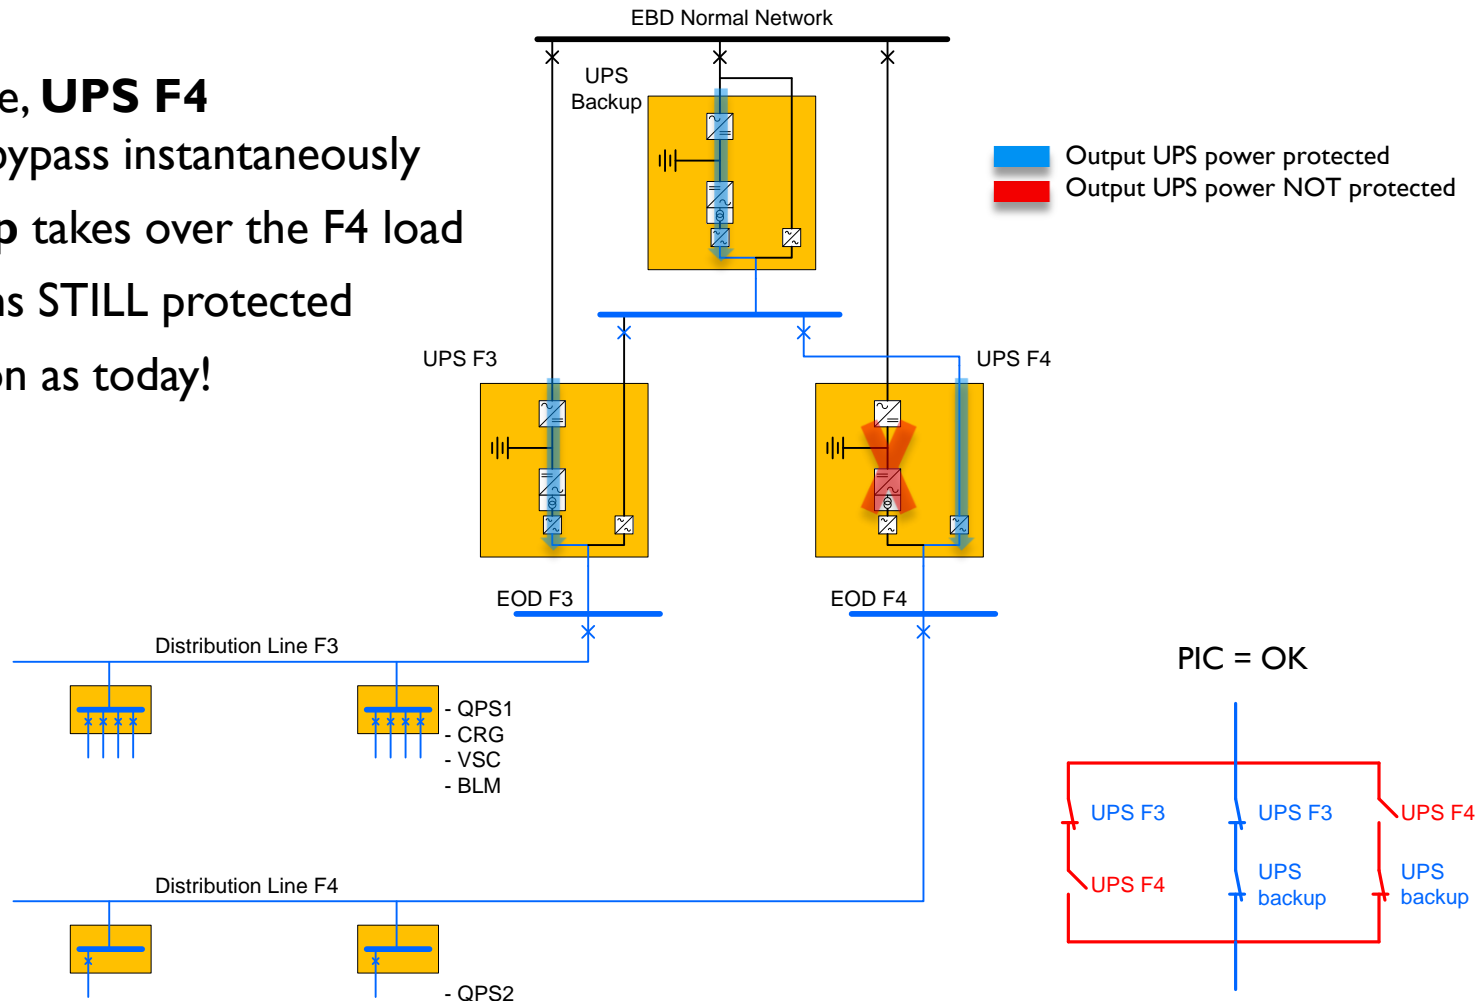 EBD Normal Network
e, UPS F4
bypass instantaneously
p takes over the F4 load
ns STILL protected
on as today!
UPS
Backup
Output UPS power protected
Output UPS power NOT protected
UPS F3
UPS F4
EOD F3
EOD F4
Distribution Line F3
- QPS1
- CRG
- VSC
- BLM
Distribution Line F4
- QPS2
PIC = OK
UPS F3
UPS F3
UPS F4
UPS F4
UPS
backup
UPS
backup